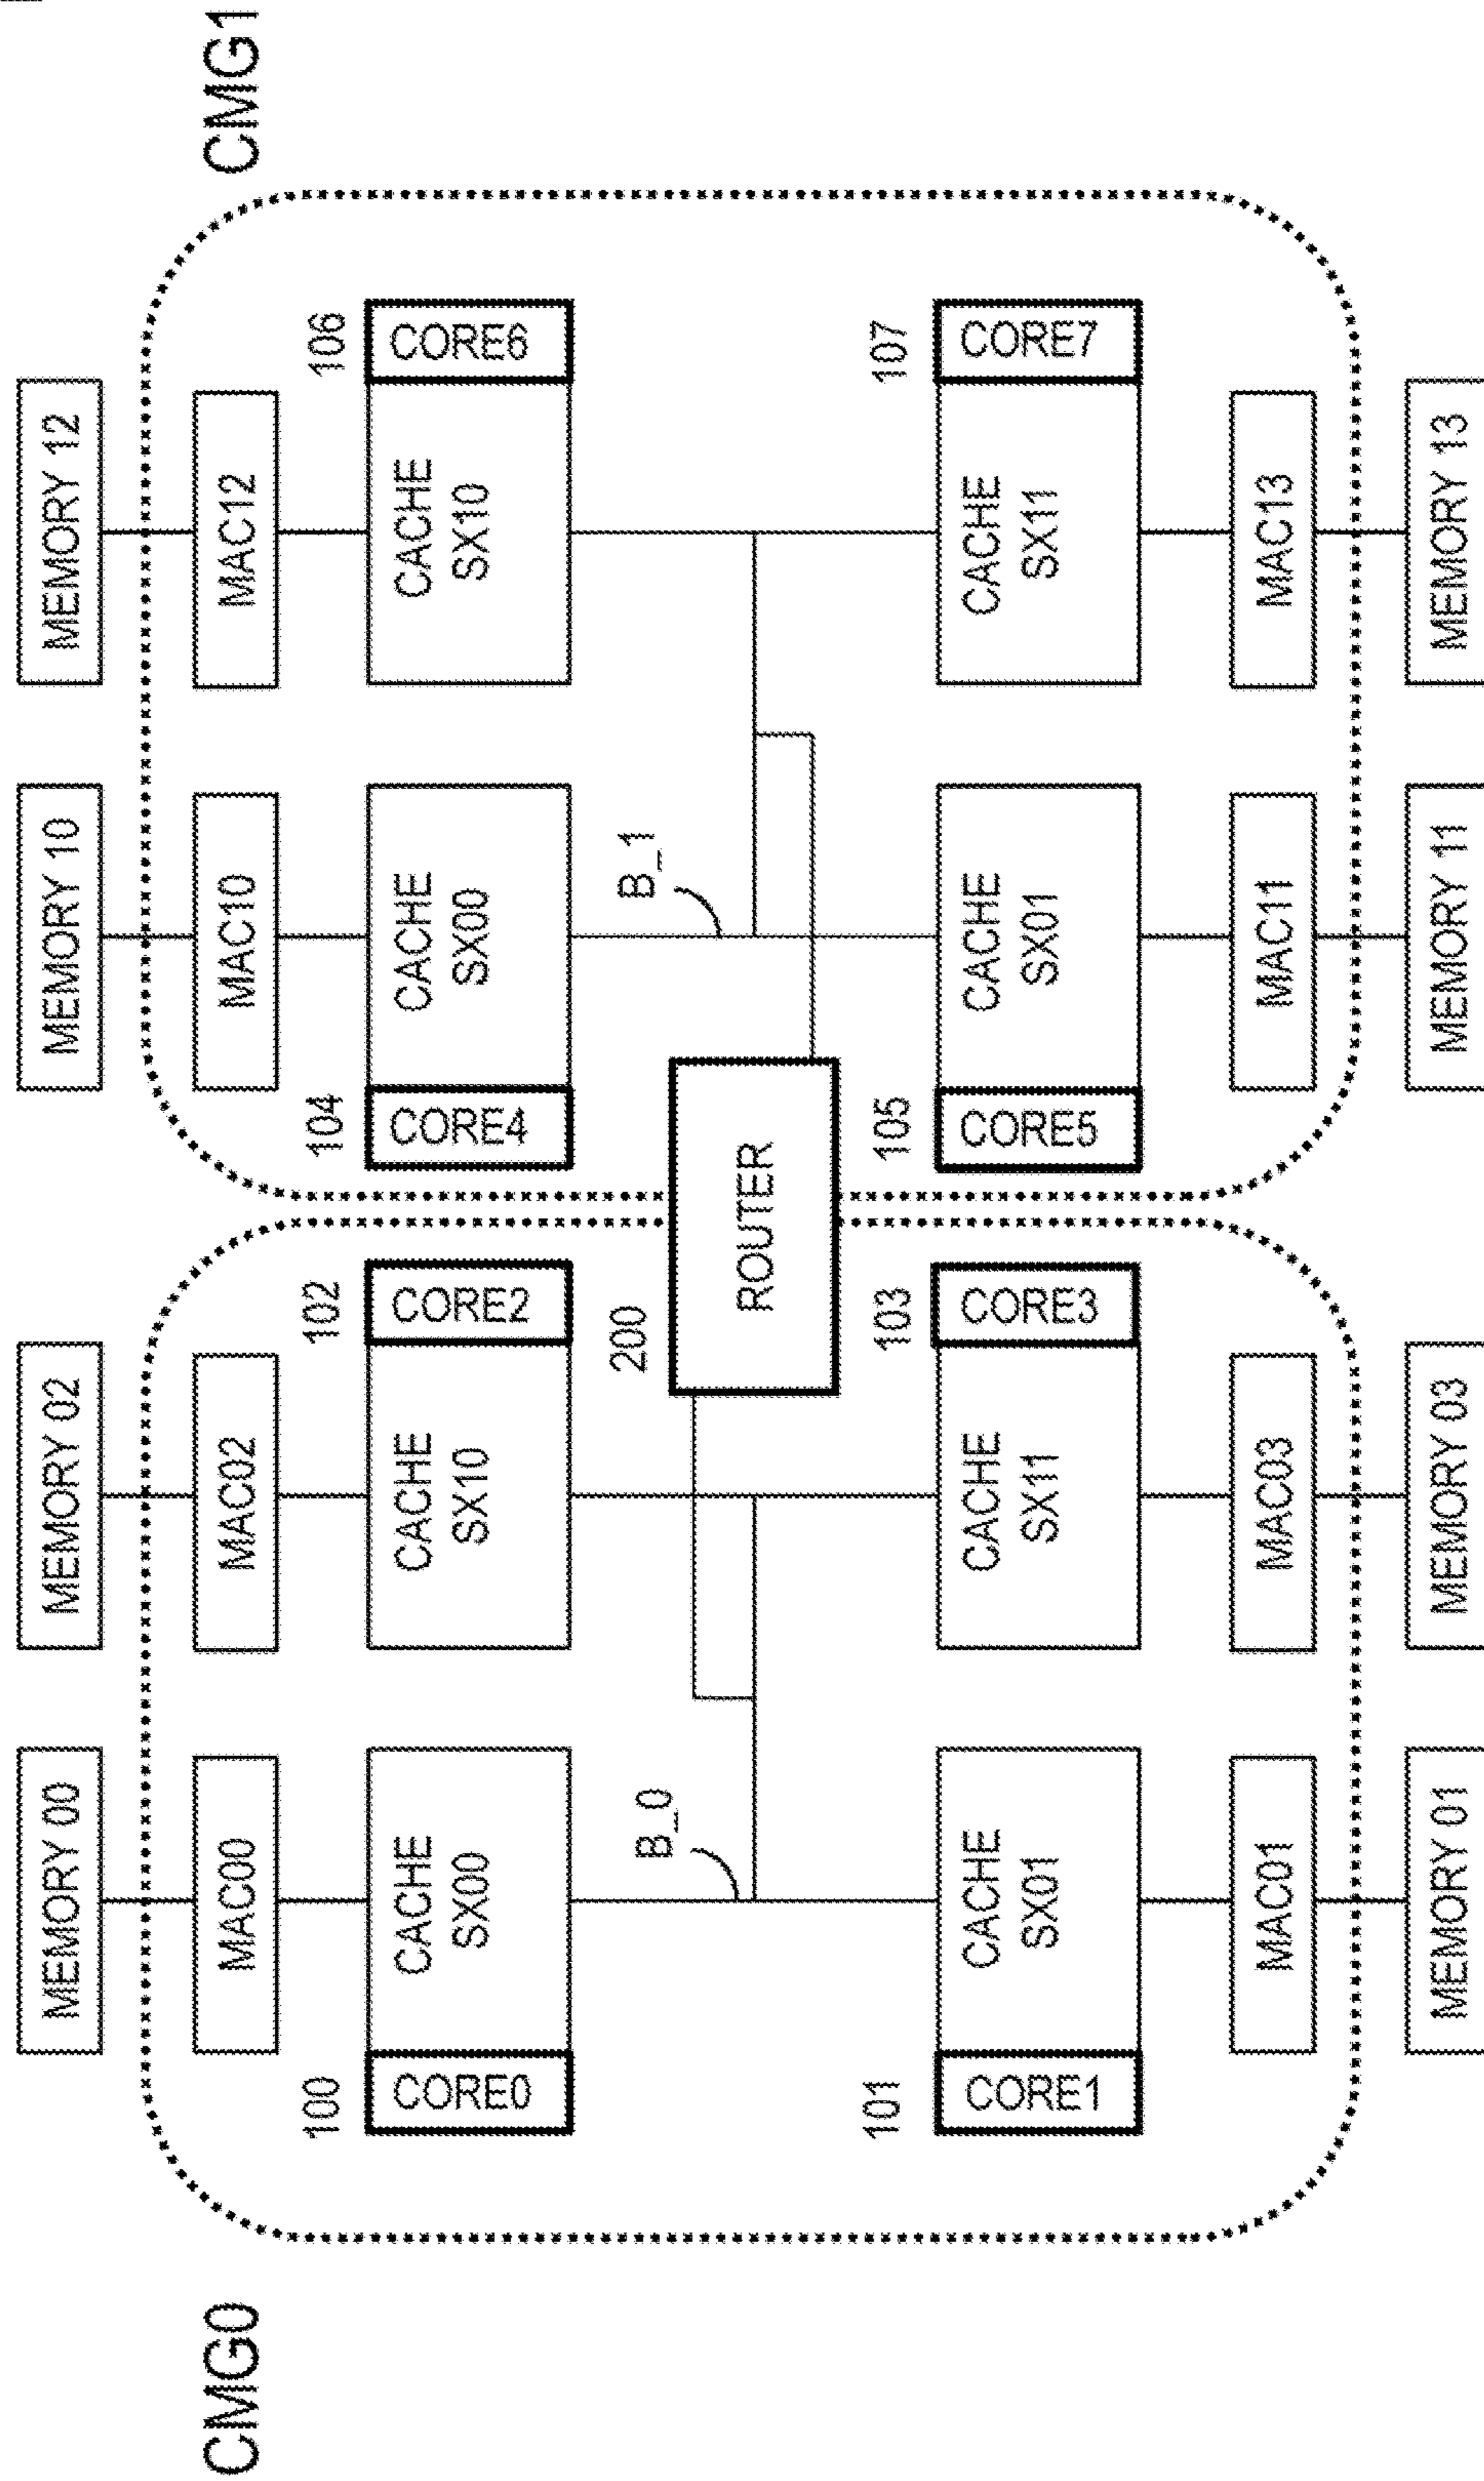 CMG0
CMG1
MEMORY 00
MEMORY 02
MEMORY 10
MEMORY 12
MAC00
MAC02
MAC10
MAC12
100
102
104
106
CORE0
CACHE
SX00
CACHE
SX10
CORE2
CORE4
CACHE
SX00
CACHE
SX10
CORE6
B_0
200
B_1
ROUTER
101
103
105
107
CORE1
CACHE
SX01
CACHE
SX11
CORE3
CORE5
CACHE
SX01
CACHE
SX11
CORE7
MAC01
MAC03
MAC11
MAC13
MEMORY 01
MEMORY 03
MEMORY 11
MEMORY 13